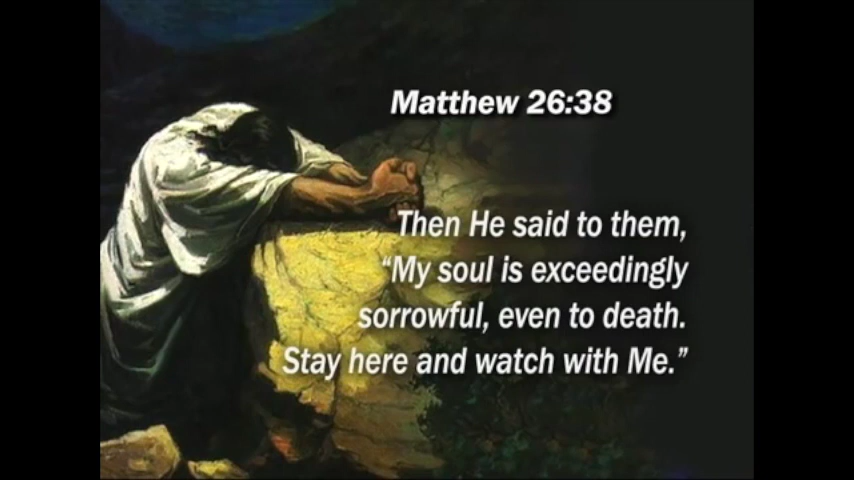 Matthew 26:38
Then He said to them,
“My soul is exceedingly
sorrowful, even to death.
Stay here and watch with Me.”